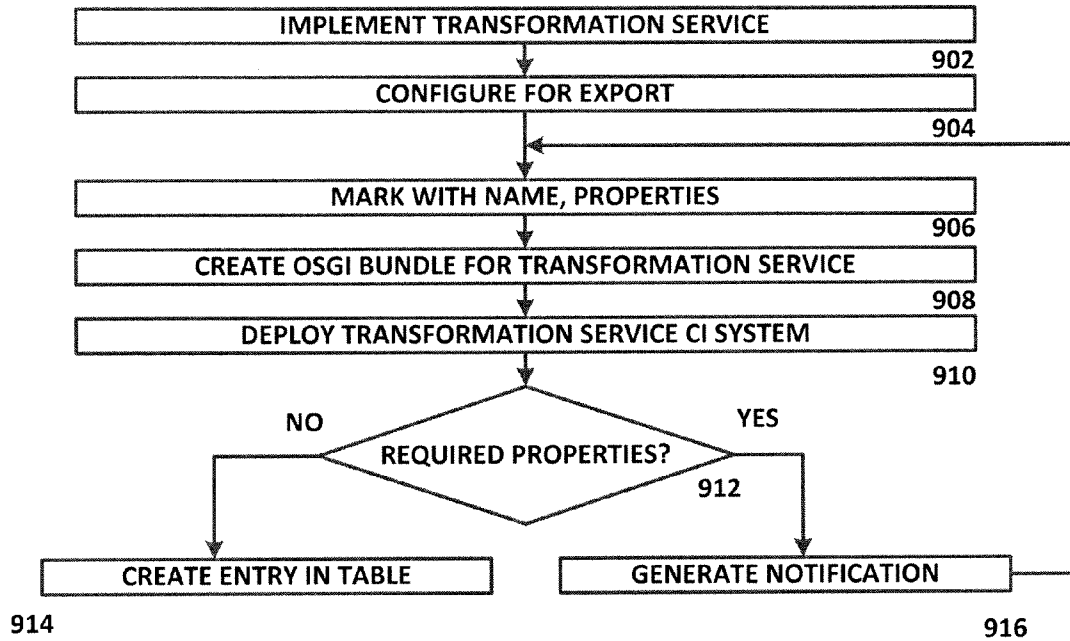 IMPLEMENT TRANSFORMATION SERVICE
902
CONFIGURE FOR EXPORT
904
MARK WITH NAME, PROPERTIES
906
CREATE OSGI BUNDLE FOR TRANSFORMATION SERVICE
908
DEPLOY TRANSFORMATION SERVICE CI SYSTEM
910
NO
YES
REQUIRED PROPERTIES?
912
CREATE ENTRY IN TABLE
GENERATE NOTIFICATION
914
916